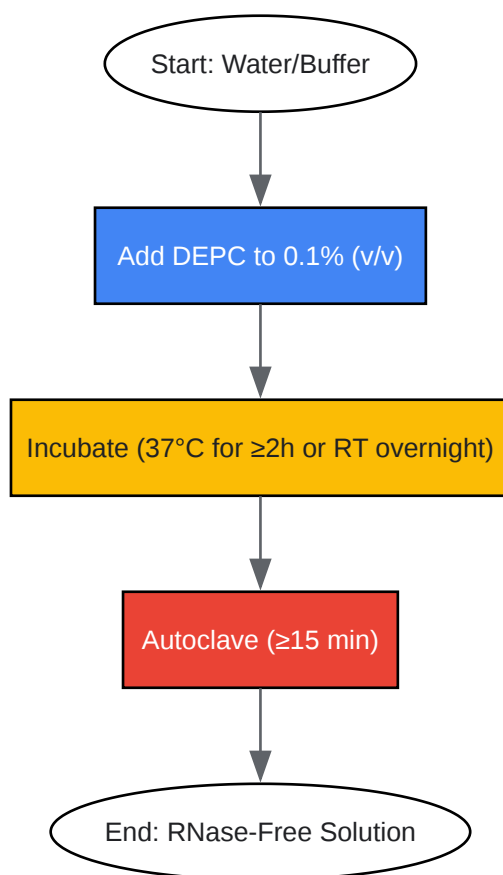 Start: Water/Buffer
Add DEPC to 0.1% (v/v)
Incubate (37°C for ≥2h or RT overnight)
Autoclave (≥15 min)
End: RNase-Free Solution